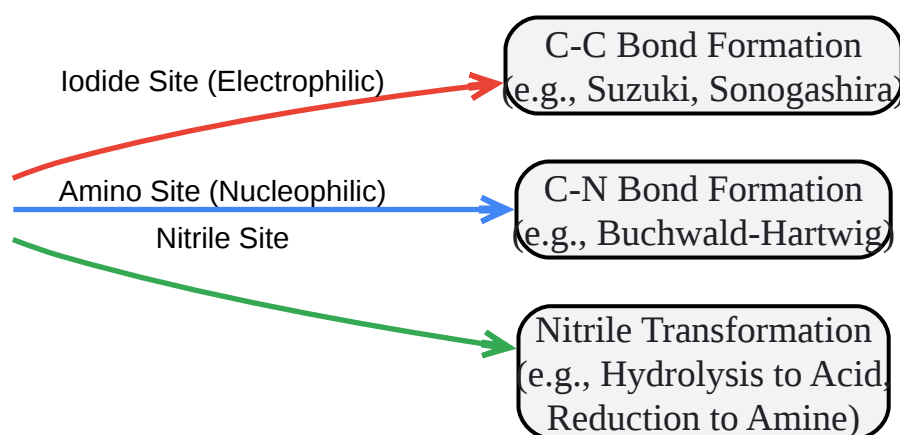 C-C Bond Formation
Iodide Site (Electrophilic)
(e.g., Suzuki, Sonogashira)
C-N Bond Formation
Amino Site (Nucleophilic)
(e.g., Buchwald-Hartwig)
Nitrile Site
Nitrile Transformation
(e.g., Hydrolysis to Acid,
Reduction to Amine)